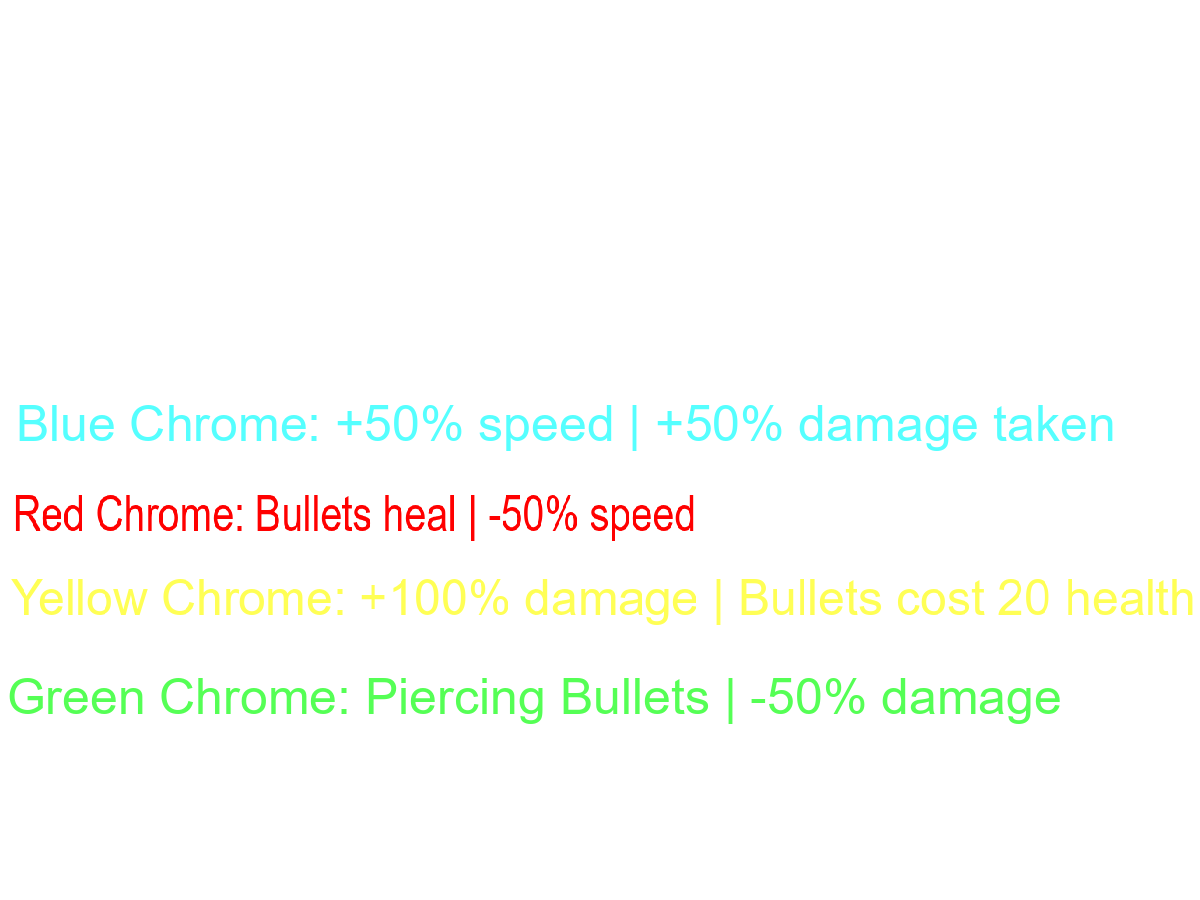 Blue Chrome: +50% speed | +50% damage taken
Red Chrome: Bullets heal | -50% speed
Yellow Chrome: +100% damage | Bullets cost 20 health
Green Chrome: Piercing Bullets | -50% damage